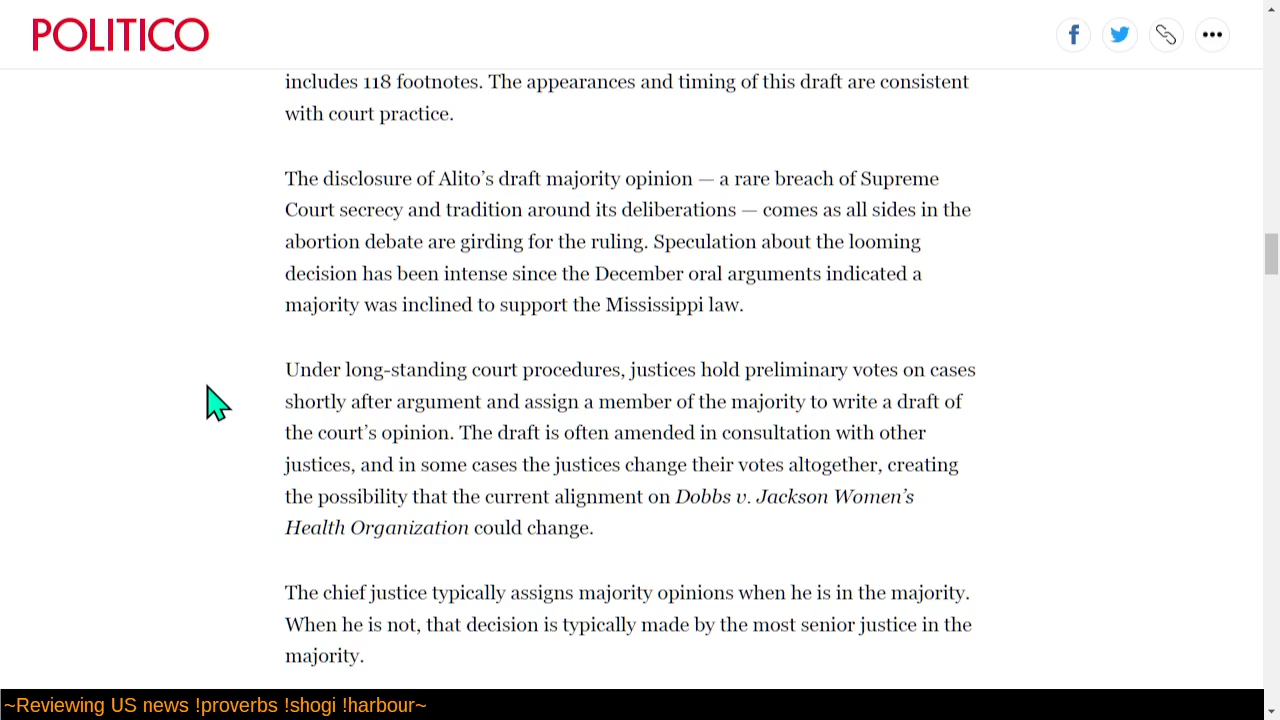 POLITICO
includes 118 footnotes. The appearances and timing of this draft are consistent
with court practice.
The disclosure of Alito’s draft majority opinion — a rare breach of Supreme
Court secrecy and tradition around its deliberations — comes as all sides in the
abortion debate are girding for the ruling. Speculation about the looming
decision has been intense since the December oral arguments indicated a
majority was inclined to support the Mississippi law.
Under long-standing court procedures, justices hold preliminary votes on cases
shortly after argument and assign a member of the majority to write a draft of
the court’s opinion. The draft is often amended in consultation with other
justices, and in some cases the justices change their votes altogether, creating
the possibility that the current alignment on Dobbs v. Jackson Women’s
Health Organization could change.
The chief justice typically assigns majority opinions when he is in the majority.
When he is not, that decision is typically made by the most senior justice in the
majority.
~Reviewing US news !proverbs !shogi !harbour~